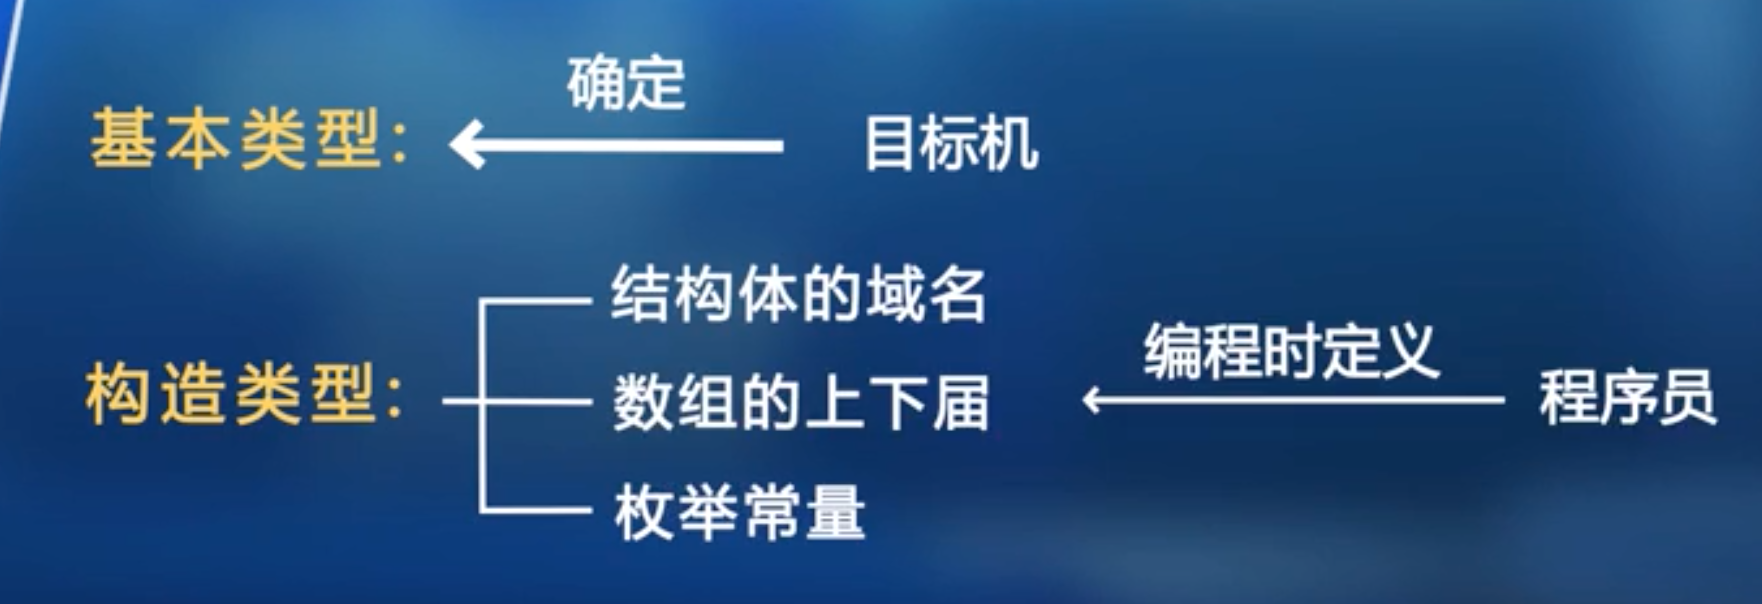 确定
基本类型： 目标机
结构体的域名
编程时定义
构造类型： 数组的上下届 程序员
枚举常量